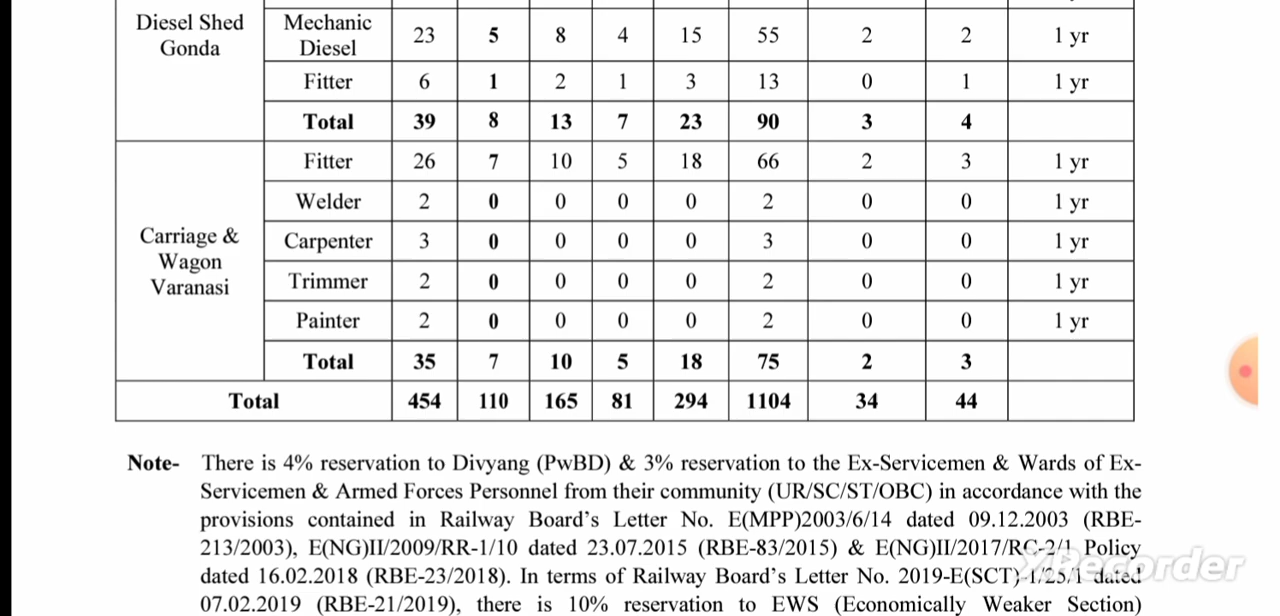 Diesel Shed Gonda Mechanic Diesel 23 5 8 4 15 55 2 2 1 yr
Fitter 6 1 2 1 3 13 0 1 1 yr
Total 39 8 13 7 23 90 3 4
Carriage & Wagon Varanasi Fitter 26 7 10 5 18 66 2 3 1 yr
Welder 2 0 0 0 0 2 0 0 1 yr
Carpenter 3 0 0 0 0 3 0 0 1 yr
Trimmer 2 0 0 0 0 2 0 0 1 yr
Painter 2 0 0 0 0 2 0 0 1 yr
Total 35 7 10 5 18 75 2 3
Total 454 110 165 81 294 1104 34 44
Note- There is 4% reservation to Divyang (PwBD) & 3% reservation to the Ex-Servicemen & Wards of Ex-
Servicemen & Armed Forces Personnel from their community (UR/SC/ST/OBC) in accordance with the
provisions contained in Railway Board's Letter No. E(MPP)2003/6/14 dated 09.12.2003 (RBE-
213/2003), E(NG)II/2009/RR-1/10 dated 23.07.2015 (RBE-83/2015) & E(NG)II/2017/RC-2/1 Policy
dated 16.02.2018 (RBE-23/2018). In terms of Railway Board's Letter No. 2019-E(SCT)-1/25/1 dated
07.02.2019 (RBE-21/2019), there is 10% reservation to EWS (Economically Weaker Section)
XRecorder